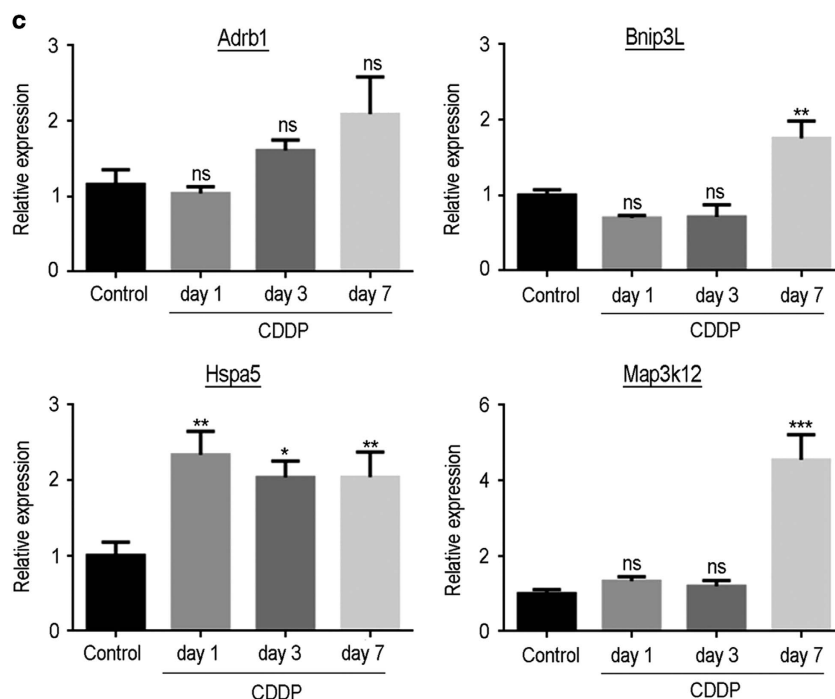 c
Adrb1
Relative expression
3
2
1
0
ns
ns
ns
Control
day 1
day 3
day 7
CDDP
Bnip3L
Relative expression
3
2
1
0
ns
ns
**
Control
day 1
day 3
day 7
CDDP
Hspa5
Relative expression
3
2
1
0
**
*
**
Control
day 1
day 3
day 7
CDDP
Map3k12
Relative expression
6
4
2
0
ns
ns
***
Control
day 1
day 3
day 7
CDDP